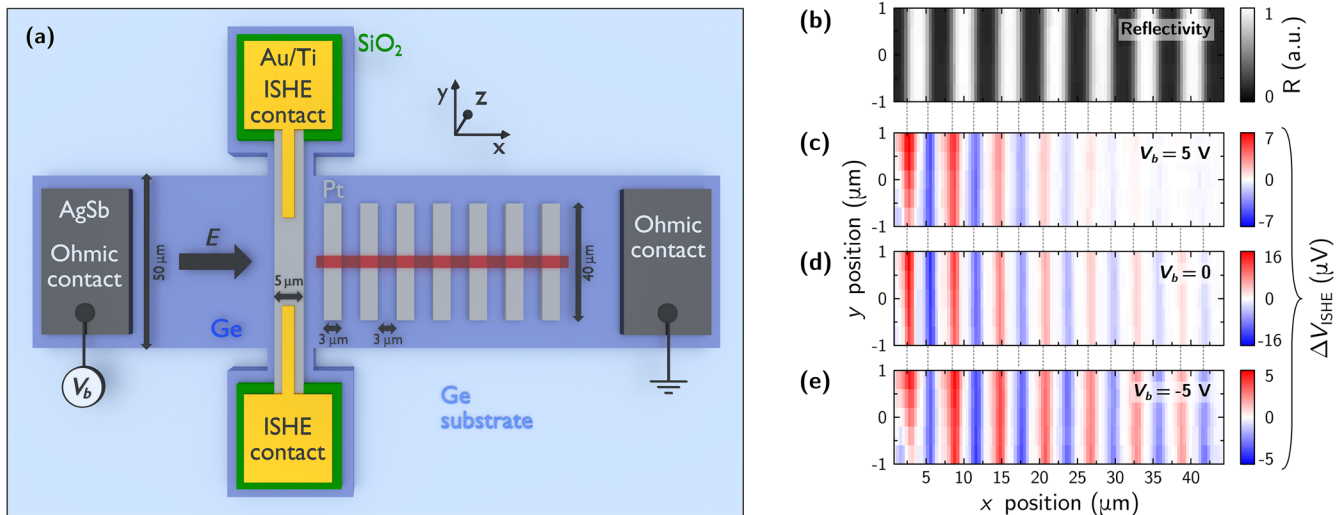 (a)
Au/Ti
ISHE
contact
SiO₂
y
z
x
AgSb
Ohmic
contact
50 μm
E
5 μm
Pt
40 μm
Ohmic
contact
Ge
3
μm
3
μm
V_b
Ge
substrate
ISHE
contact
(b)
Reflectivity
1
0
-1
1
0
R (a.u.)
(c)
V_b = 5 V
1
0
-1
7
0
-7
(d)
V_b = 0
1
0
-1
16
0
-16
(e)
V_b = -5 V
1
0
-1
5
0
-5
y position (μm)
ΔV_ISHE (μV)
5 10 15 20 25 30 35 40
x position (μm)